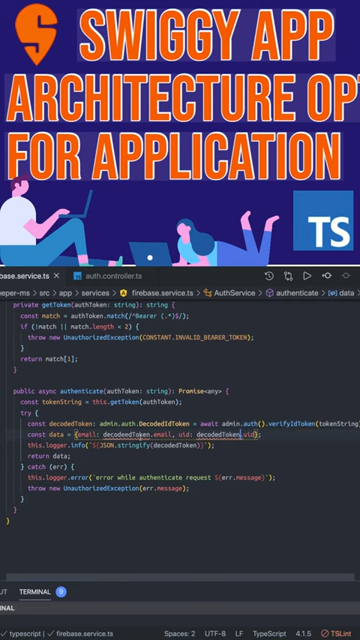 SWIGGY APP
ARCHITECTURE OP
FOR APPLICATION
TS
base.service.ts
auth.controller.ts
eeper-ms > src > app > services > firebase.service.ts > AuthService > authenticate > data
private getToken(authToken: string): string {
const match = authToken.match(/^Bearer (.*)$/);
if (!match || match.length < 2) {
throw new UnauthorizedException(CONSTANT.INVALID_BEARER_TOKEN);
}
return match[1];
}
public async authenticate(authToken: string): Promise<any> {
const tokenString = this.getToken(authToken);
try {
const decodedToken: admin.auth.DecodedIdToken = await admin.auth().verifyIdToken(tokenString)
const data = {email: decodedToken.email, uid: decodedToken.uid};
this.logger.info(`${JSON.stringify(decodedToken)}`);
return data;
} catch (err) {
this.logger.error(`error while authenticate request ${err.message}`);
throw new UnauthorizedException(err.message);
}
}
}
UT TERMINAL
NAL
typescript | firebase.service.ts Spaces: 2 UTF-8 LF TypeScript 4.1.5 TSLint